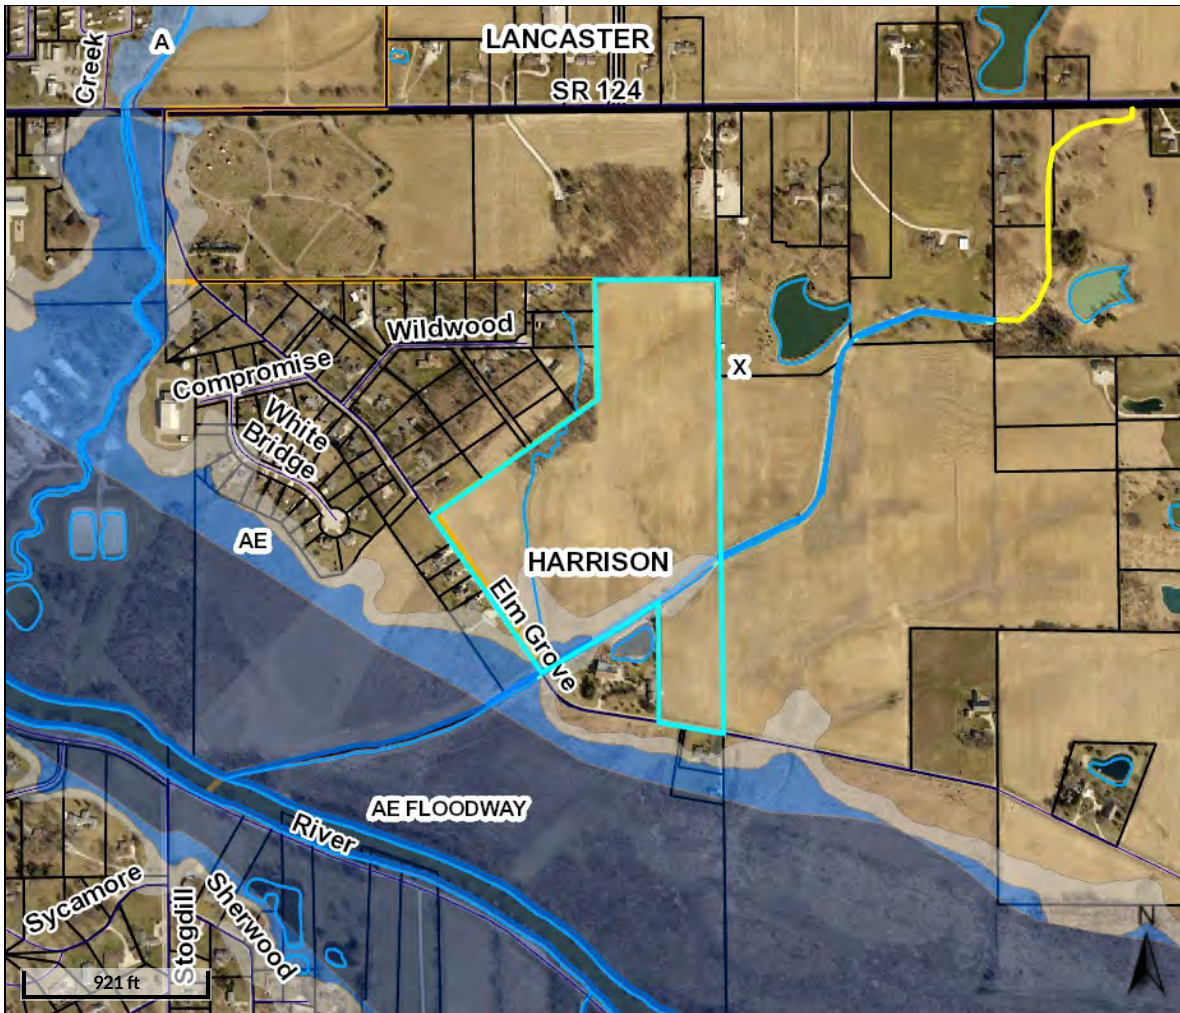 LANCASTER
A
Creek
SR 124
Wildwood
Compromise
X
White
Bridge
AE
HARRISON
Elm Grove
AE FLOODWAY
River
Sycamore
Stogdill
Sherwood
N
921 ft